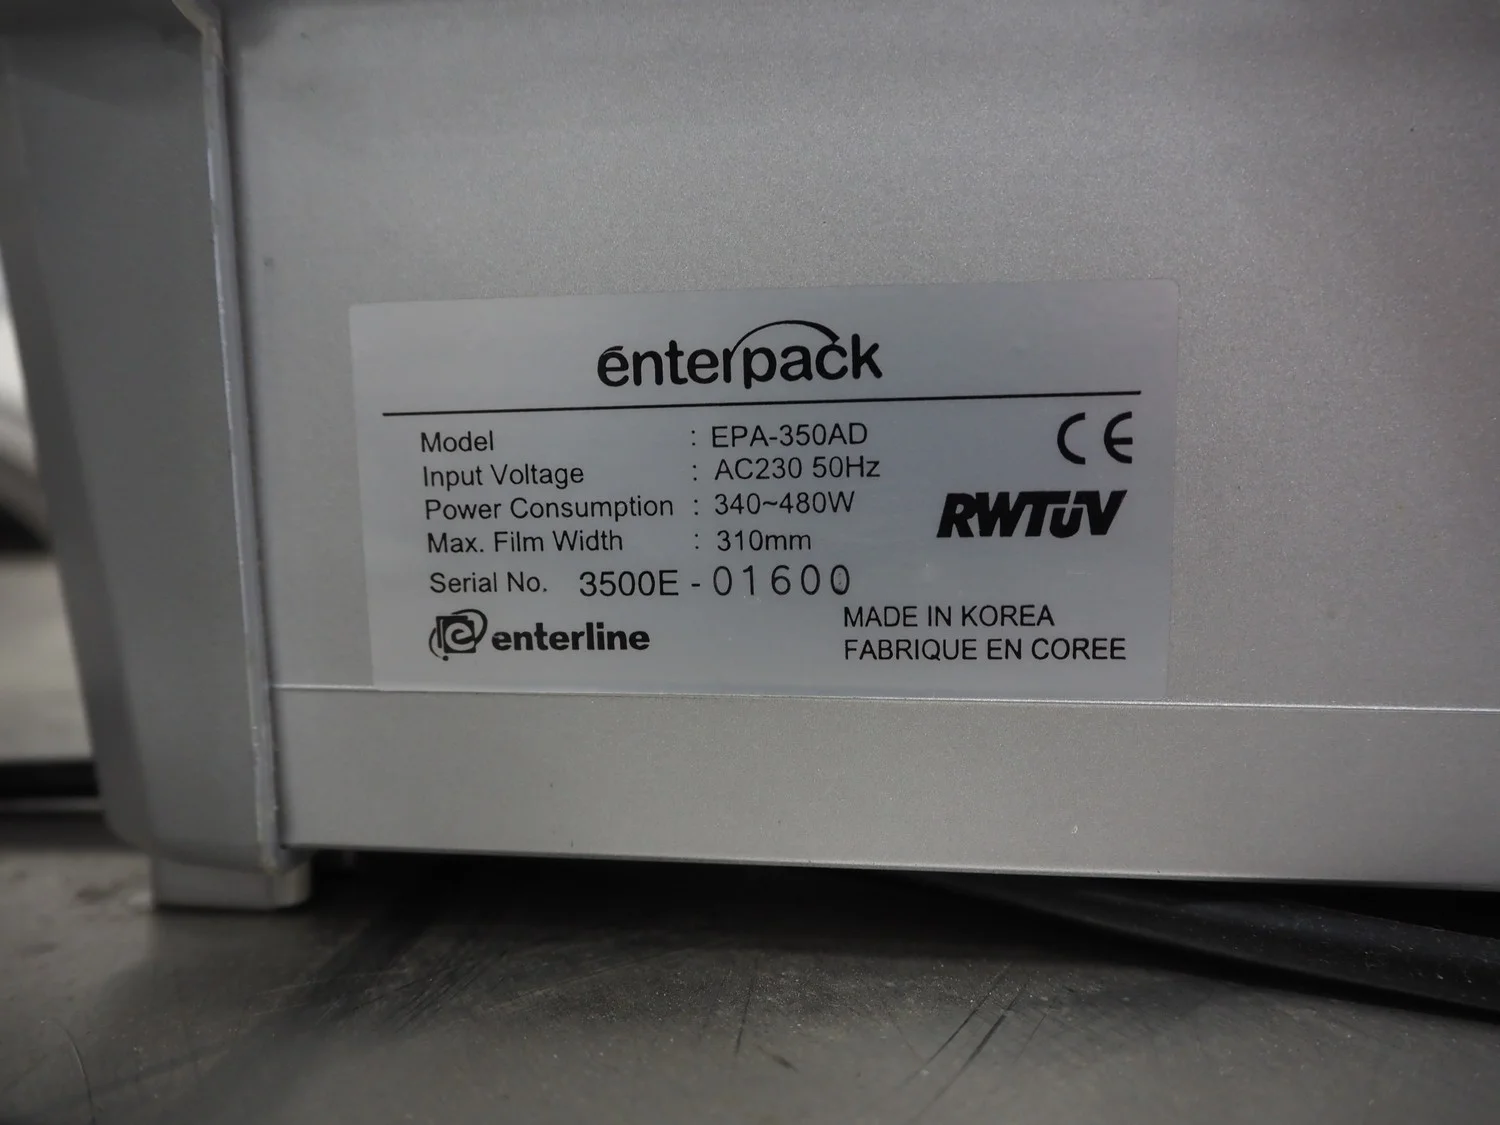 enterpack
Model : EPA-350AD
Input Voltage : AC230 50Hz
Power Consumption : 340~480W
Max. Film Width : 310mm
Serial No. 3500E - 01600
CE
RWTÜV
enterline
MADE IN KOREA
FABRIQUE EN COREE